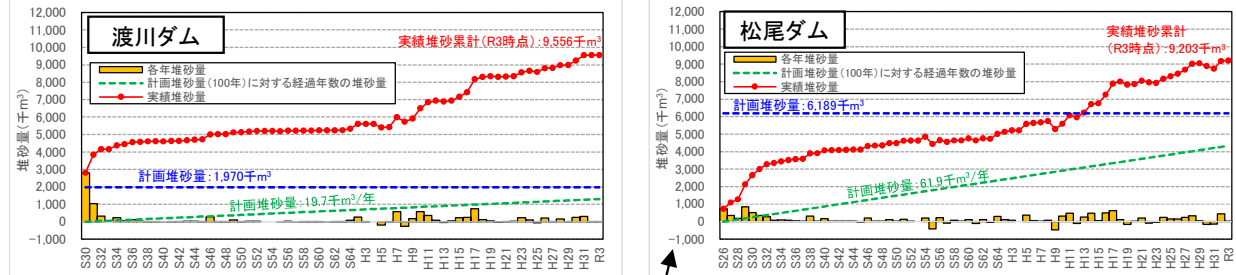 渡川ダム
実績堆砂累計(R3時点):9,556千m³
各年堆砂量
計画堆砂量(100年)に対する経過年数の堆砂量
実績堆砂量
計画堆砂量:1,970千m³
計画堆砂量:19.7千m³/年
堆砂量(千m³)
12,000
11,000
10,000
9,000
8,000
7,000
6,000
5,000
4,000
3,000
2,000
1,000
0
-1,000
S30 S32 S34 S36 S38 S40 S42 S44 S46 S48 S50 S52 S54 S56 S58 S60 S62 S64 H3 H5 H7 H9 H11 H13 H15 H17 H19 H21 H23 H25 H27 H29 H31 R3
松尾ダム
実績堆砂累計
(R3時点):9,203千m³
各年堆砂量
計画堆砂量(100年)に対する経過年数の堆砂量
実績堆砂量
計画堆砂量:6,189千m³
計画堆砂量:61.9千m³/年
堆砂量(千m³)
12,000
11,000
10,000
9,000
8,000
7,000
6,000
5,000
4,000
3,000
2,000
1,000
0
-1,000
S26 S28 S30 S32 S34 S36 S38 S40 S42 S44 S46 S48 S50 S52 S54 S56 S58 S60 S62 S64 H3 H5 H7 H9 H11 H13 H15 H17 H19 H21 H23 H25 H27 H29 H31 R3